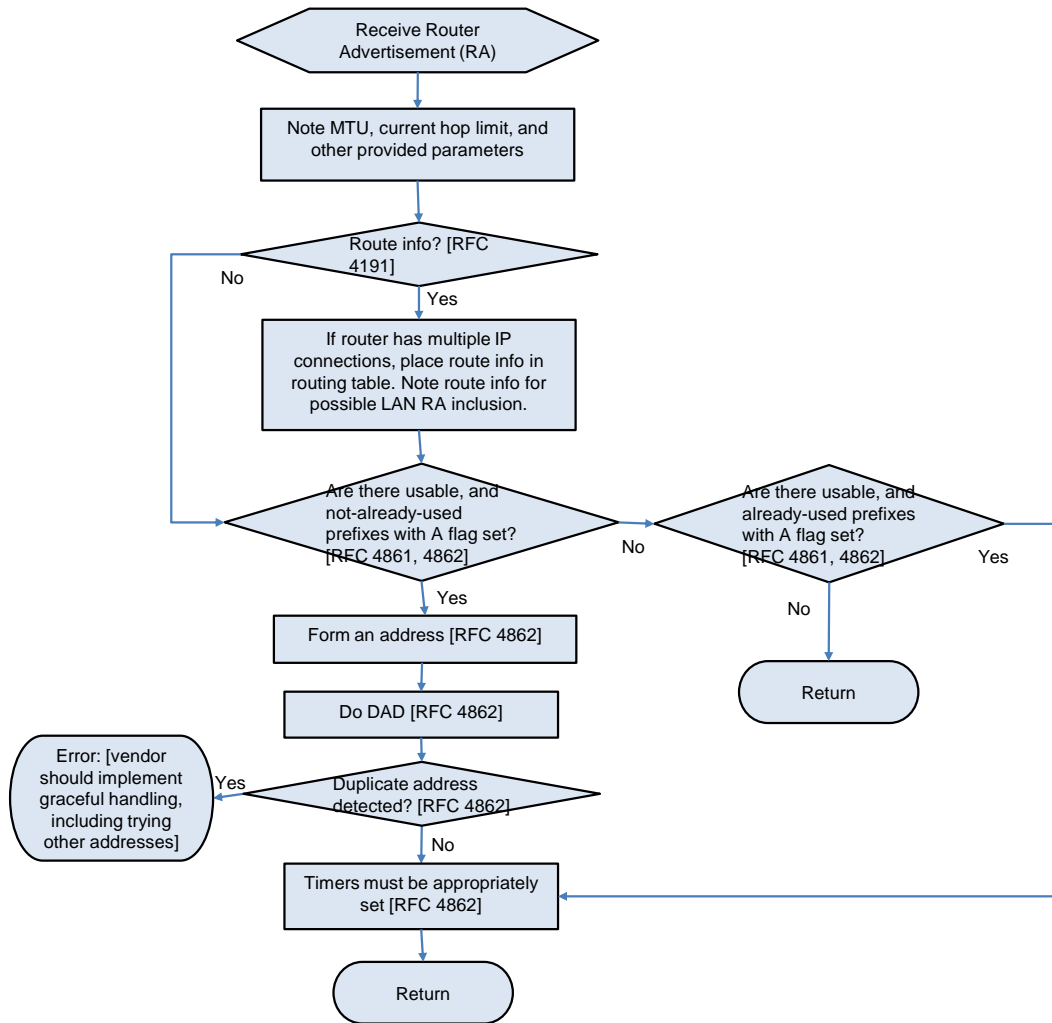 Receive Router
Advertisement (RA)
Note MTU, current hop limit, and
other provided parameters
Route info? [RFC
4191]
No
Yes
If router has multiple IP
connections, place route info in
routing table. Note route info for
possible LAN RA inclusion.
Are there usable, and
not-already-used
prefixes with A flag set?
[RFC 4861, 4862]
No
Are there usable, and
already-used prefixes
with A flag set?
[RFC 4861, 4862]
Yes
Yes
No
Form an address [RFC 4862]
Return
Do DAD [RFC 4862]
Error: [vendor
should implement
graceful handling,
including trying
other addresses]
Yes
Duplicate address
detected? [RFC 4862]
No
Timers must be appropriately
set [RFC 4862]
Return